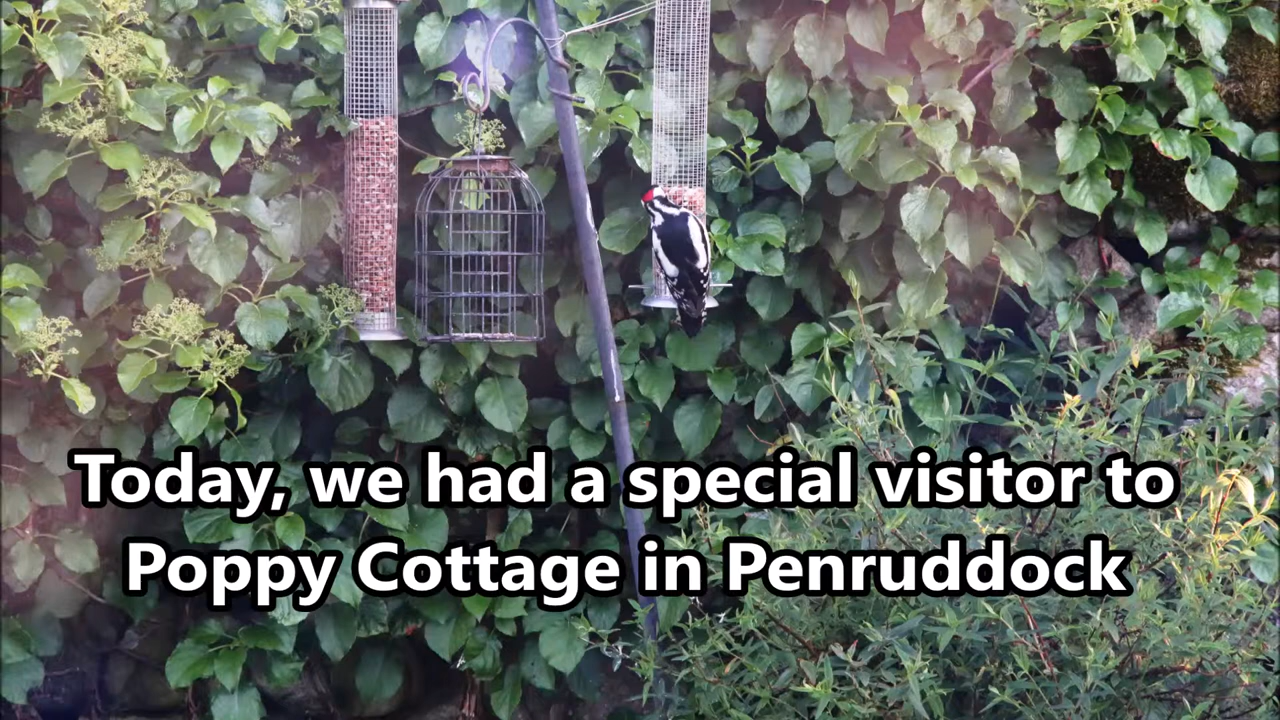 Today, we had a special visitor to
Poppy Cottage in Penruddock